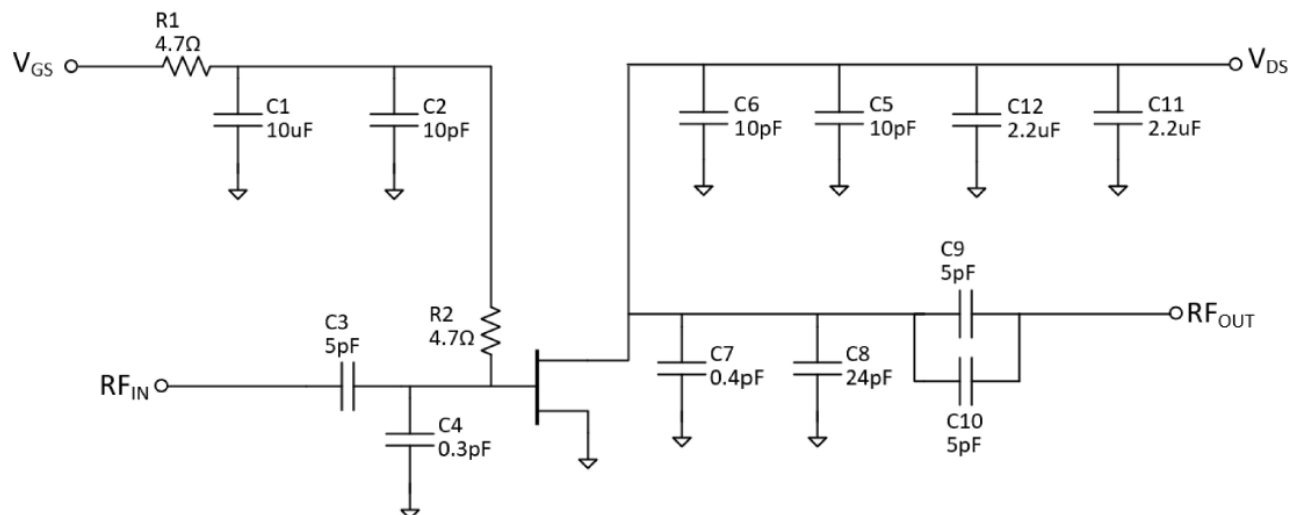 R1
4.7Ω
VGS
C1
10uF
C2
10pF
C6
10pF
C5
10pF
C12
2.2uF
C11
2.2uF
VDS
R2
4.7Ω
C3
5pF
RFIN
C4
0.3pF
C7
0.4pF
C8
24pF
C9
5pF
C10
5pF
RFOUT